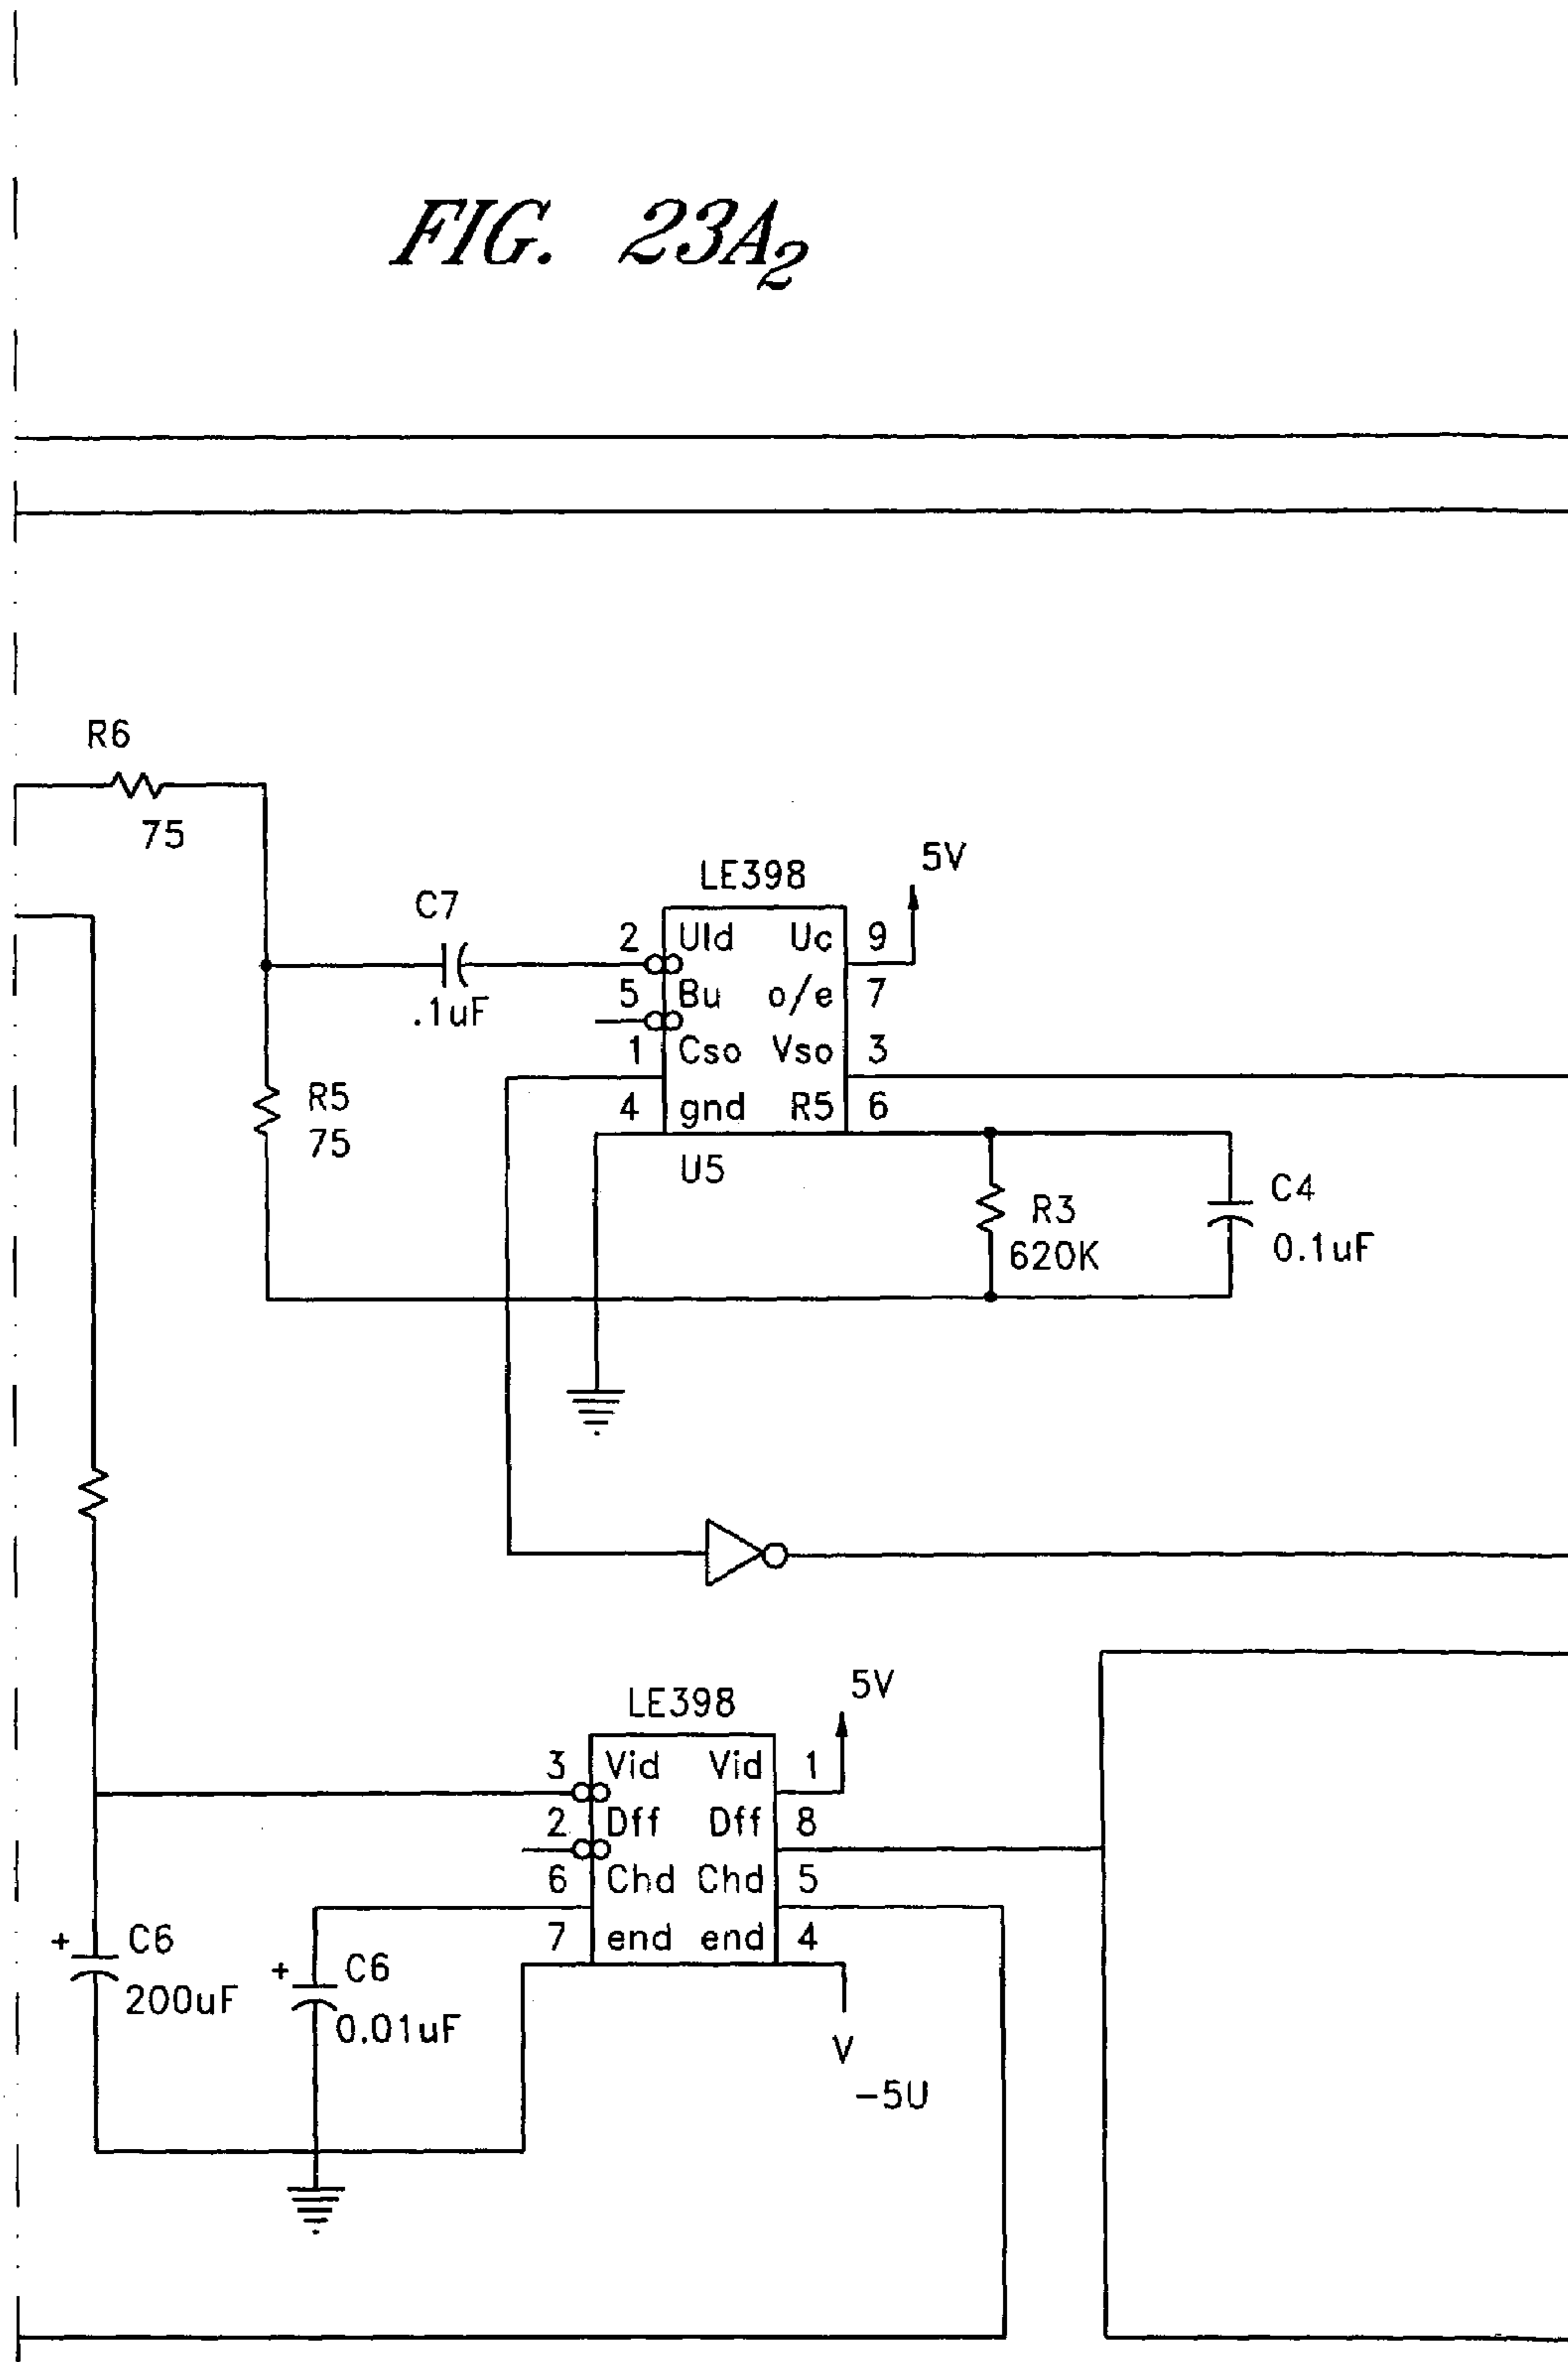 FIG. 23A2
R6
75
C7
.1uF
LE398
5V
2 Uld Uc 9
5 Bu o/e 7
1 Cso Vso 3
4 gnd R5 6
U5
R5
75
R3
620K
C4
0.1uF
LE398
5V
3 Vid Vid 1
2 Dff Dff 8
6 Chd Chd 5
7 end end 4
+ C6
200uF
+ C6
0.01uF
V
-5U